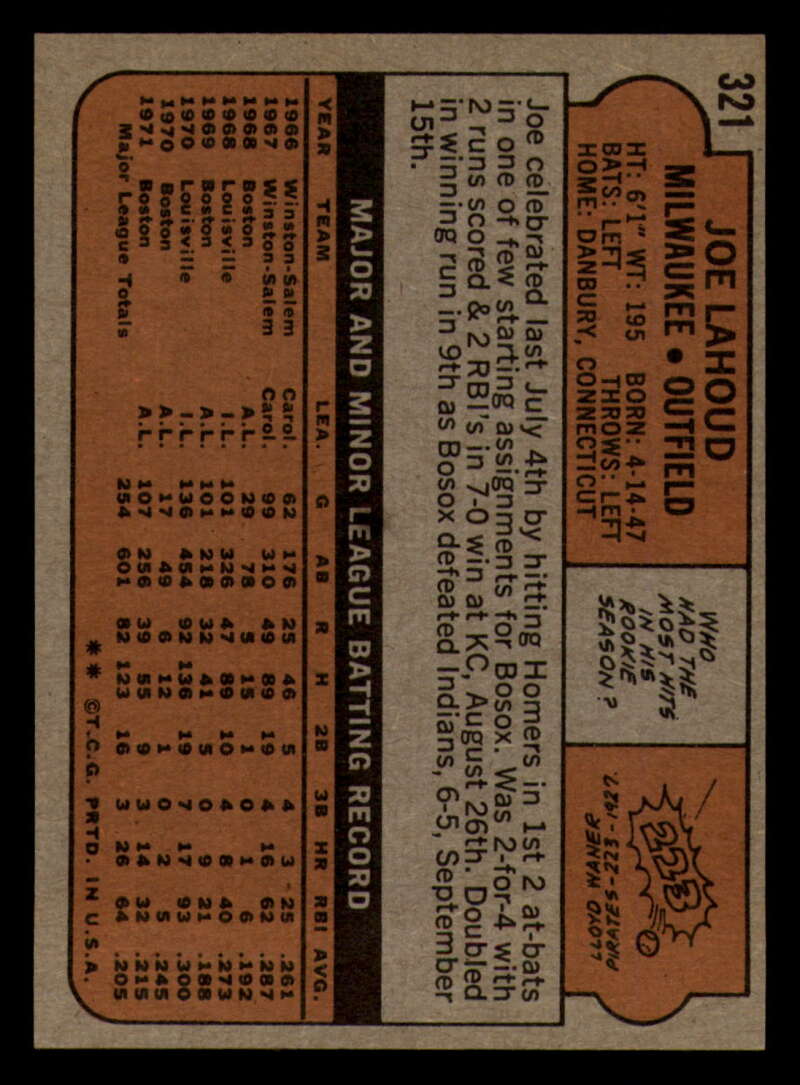 321
JOE LAHOUD
MILWAUKEE • OUTFIELD
HT: 6'1" WT: 195 BORN: 4-14-47
BATS: LEFT THROWS: LEFT
HOME: DANBURY, CONNECTICUT
WHO
HAD THE
MOST HITS
IN HIS
ROOKIE
SEASON?
223
LLOYD WANER
PIRATES-223-1927.
Joe celebrated last July 4th by hitting Homers in 1st 2 at-bats
in one of few starting assignments for Bosox. Was 2-for-4 with
2 runs scored & 2 RBI's in 7-0 win at KC, August 26th. Doubled
in winning run in 9th as Bosox defeated Indians, 6-5, September
15th.
MAJOR AND MINOR LEAGUE BATTING RECORD
YEAR TEAM LEA. G AB R H 2B 3B HR RBI AVG.
1966 Winston-Salem Carol. 62 176 25 46 5 4 3 25 .261
1967 Winston-Salem Carol. 99 310 49 89 19 4 16 62 .287
1968 Boston A.L. 29 78 5 15 1 0 1 6 .192
1968 Louisville I.L. 101 326 47 89 10 4 8 40 .273
1969 Boston A.L. 101 218 32 41 5 0 9 21 .188
1970 Louisville I.L. 136 454 92 136 19 7 17 93 .300
1970 Boston A.L. 17 49 6 12 1 0 2 5 .245
1971 Boston A.L. 107 256 39 55 9 3 14 32 .215
Major League Totals 254 601 82 123 16 3 26 64 .205
** ©T.C.G. PRTD. IN U.S.A.